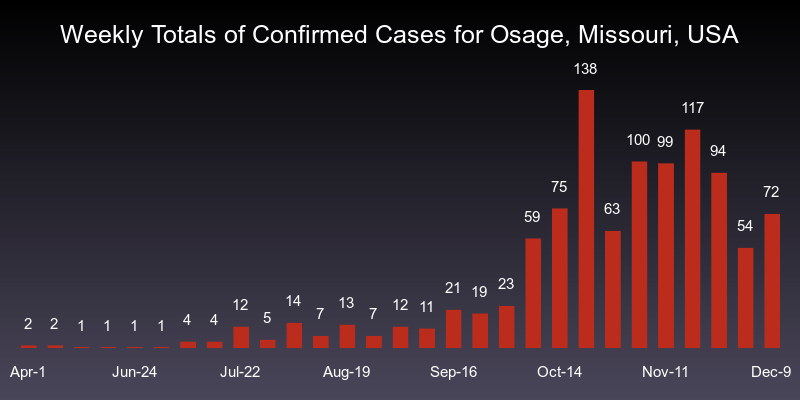 Weekly Totals of Confirmed Cases for Osage, Missouri, USA
2 2 1 1 1 1 4 4 12 5 14 7 13 7 12 11 21 19 23 59 75 138 63 100 99 117 94 54 72
Apr-1 Jun-24 Jul-22 Aug-19 Sep-16 Oct-14 Nov-11 Dec-9